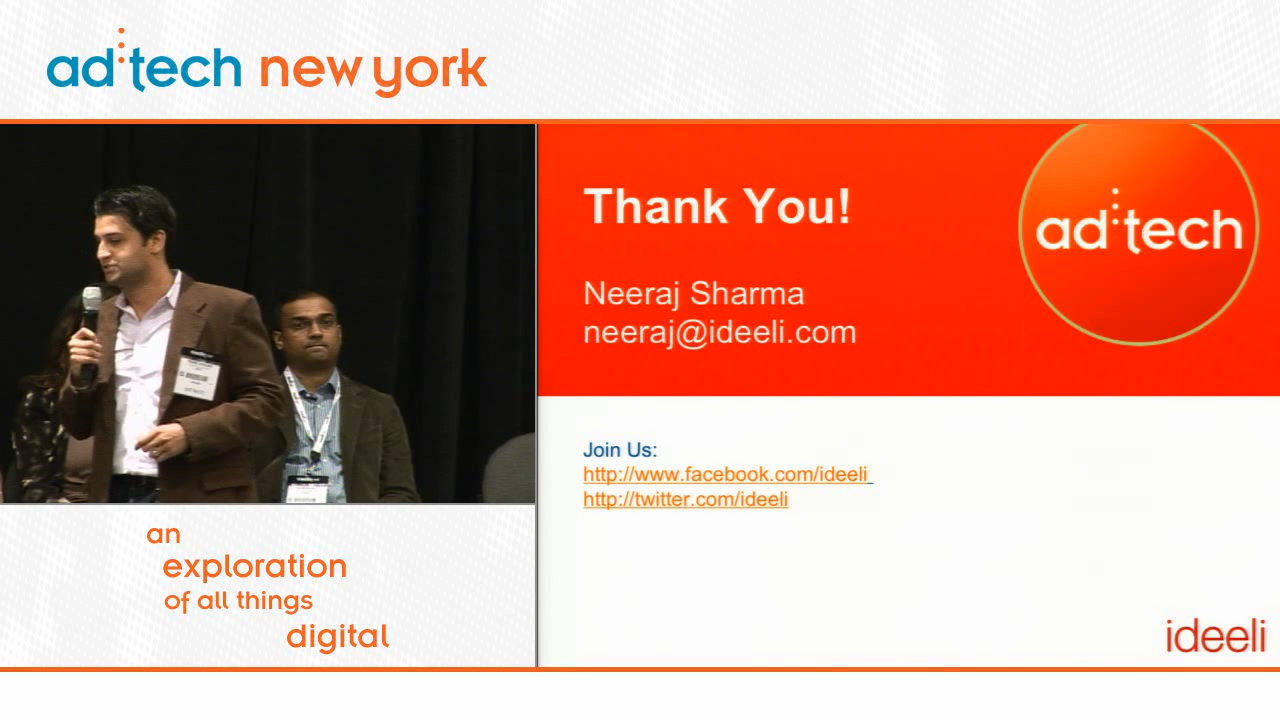 ad:tech new york
Thank You!
Neeraj Sharma
neeraj@ideeli.com
ad:tech
Join Us:
http://www.facebook.com/ideeli
http://twitter.com/ideeli
an
exploration
of all things
digital
ideeli